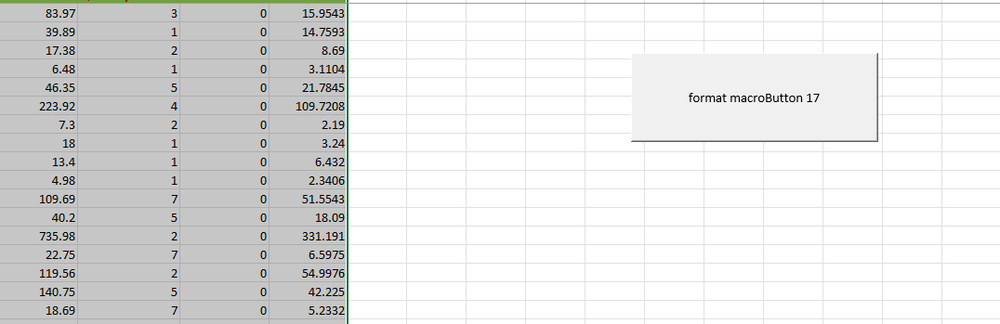 83.97 3 0 15.9543
39.89 1 0 14.7593
17.38 2 0 8.69
6.48 1 0 3.1104
46.35 5 0 21.7845
223.92 4 0 109.7208
format macroButton 17
7.3 2 0 2.19
18 1 0 3.24
13.4 1 0 6.432
4.98 1 0 2.3406
109.69 7 0 51.5543
40.2 5 0 18.09
735.98 2 0 331.191
22.75 7 0 6.5975
119.56 2 0 54.9976
140.75 5 0 42.225
18.69 7 0 5.2332